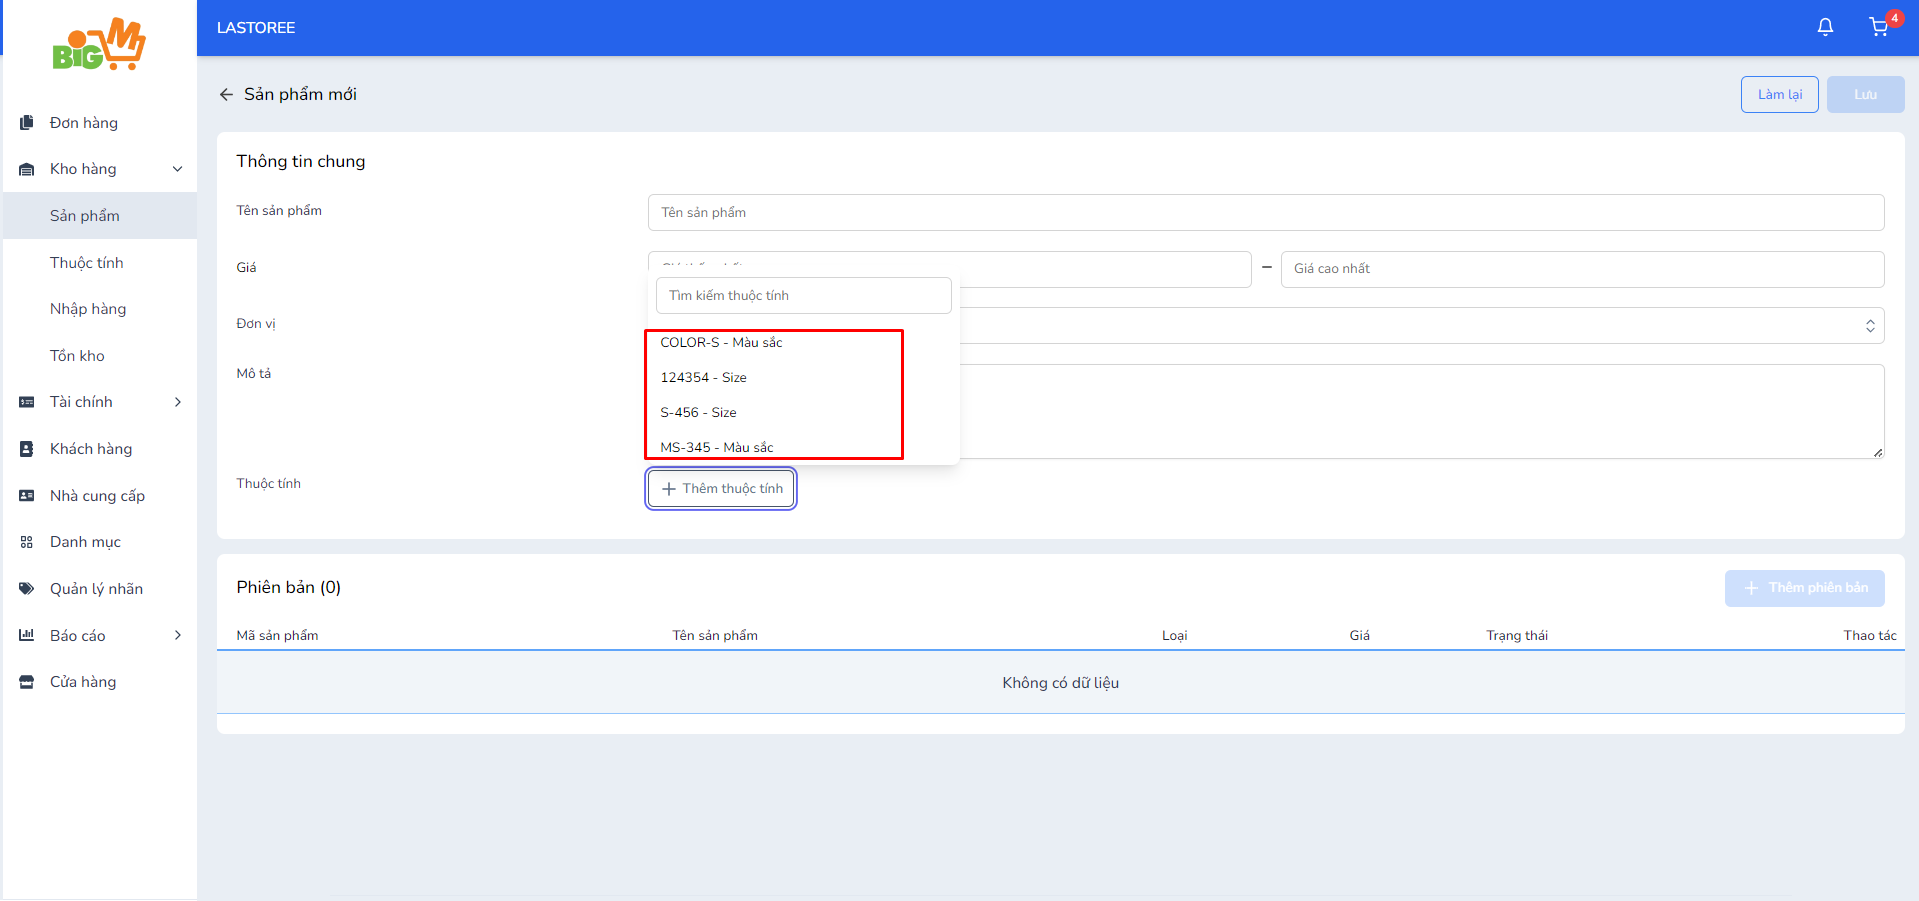 BIG M
LASTOREE
4
Sản phẩm mới
Làm lại
Lưu
Đơn hàng
Kho hàng
Sản phẩm
Thuộc tính
Nhập hàng
Tồn kho
Tài chính
Khách hàng
Nhà cung cấp
Danh mục
Quản lý nhãn
Báo cáo
Cửa hàng
Thông tin chung
Tên sản phẩm
Tên sản phẩm
Giá
– Giá cao nhất
Tìm kiếm thuộc tính
Đơn vị
COLOR-S - Màu sắc
Mô tả
124354 - Size
S-456 - Size
MS-345 - Màu sắc
Thuộc tính
+ Thêm thuộc tính
Phiên bản (0)
+ Thêm phiên bản
Mã sản phẩm Tên sản phẩm Loại Giá Trạng thái Thao tác
Không có dữ liệu